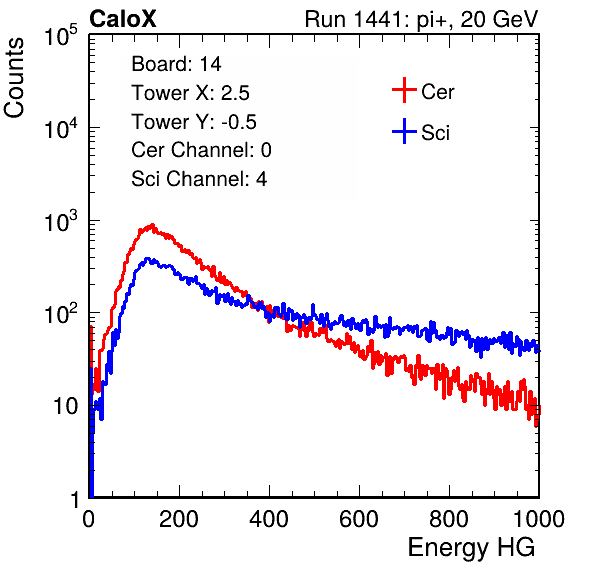 CaloX Run 1441: pi+, 20 GeV
Counts
Board: 14
Tower X: 2.5
Tower Y: -0.5
Cer Channel: 0
Sci Channel: 4
Cer
Sci
10^5
10^4
10^3
10^2
10
1
0 200 400 600 800 1000
Energy HG